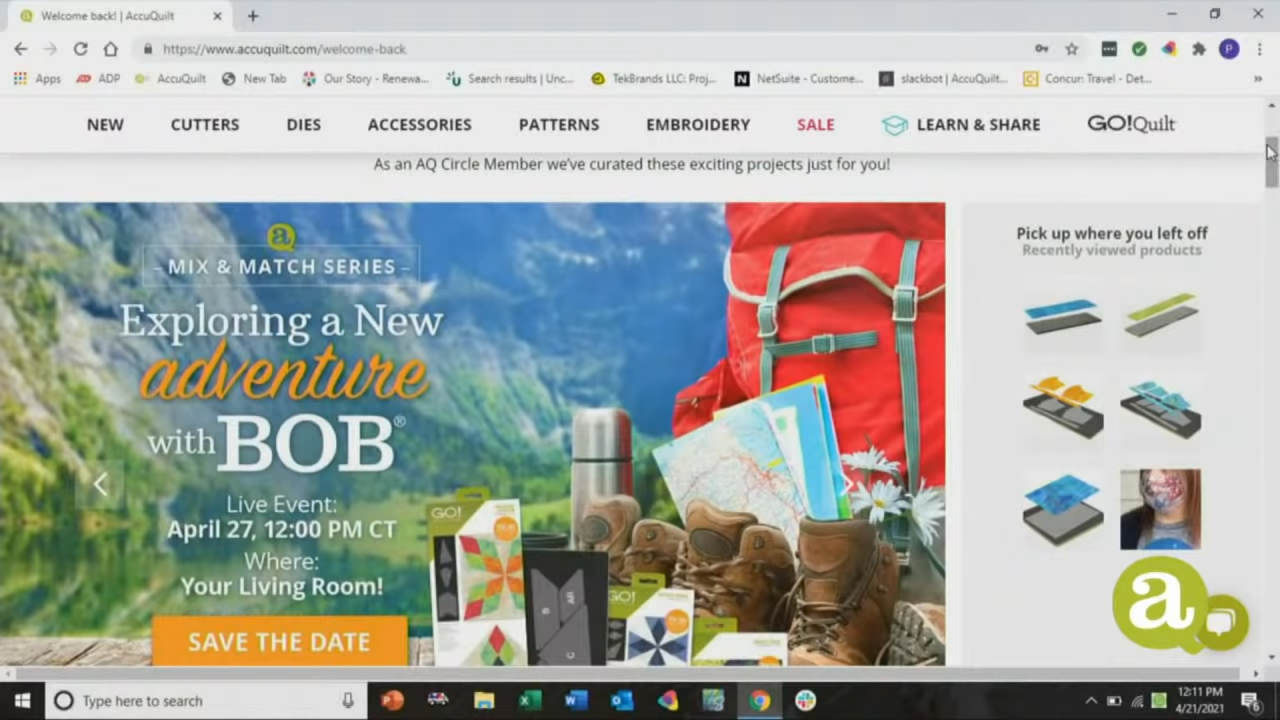 Welcome back! | AccuQuilt
https://www.accuquilt.com/welcome-back
P
Apps ADP AccuQuilt New Tab Our Story - Renewa... Search results | Unc... TekBrands LLC: Proj... NetSuite - Custome... slackbot | AccuQuilt... Concur: Travel - Det... »
NEW CUTTERS DIES ACCESSORIES PATTERNS EMBROIDERY SALE LEARN & SHARE GO!Quilt
As an AQ Circle Member we've curated these exciting projects just for you!
a
- MIX & MATCH SERIES -
Exploring a New
adventure
with BOB®
Live Event:
April 27, 12:00 PM CT
Where:
Your Living Room!
SAVE THE DATE
GO!
GO!
B
C
Pick up where you left off
Recently viewed products
a
Type here to search
12:11 PM
4/21/2021
6